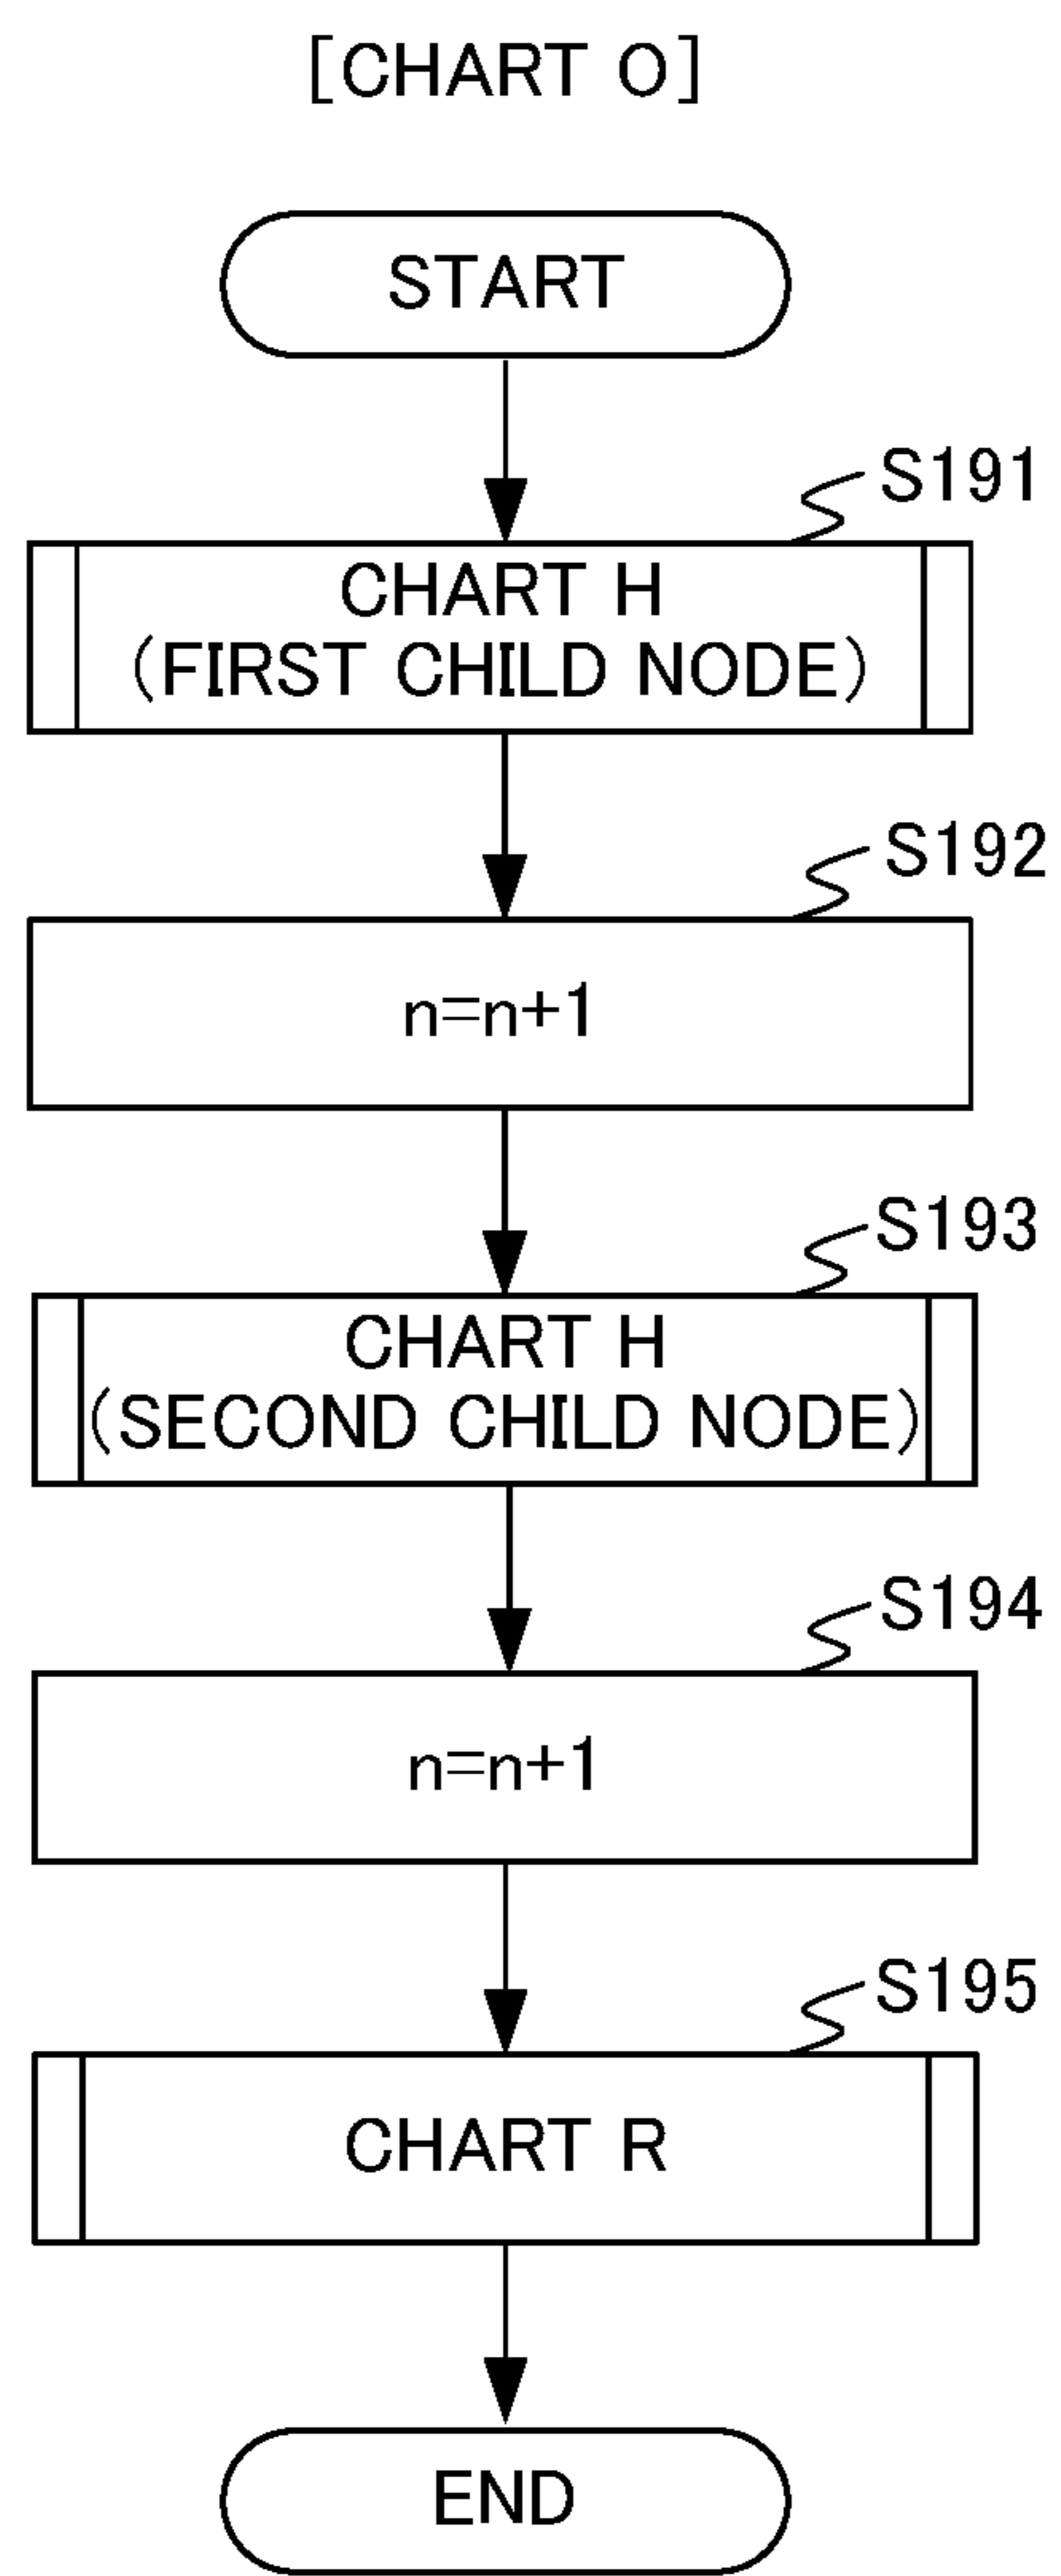 [CHART O]
START
S191
CHART H
(FIRST CHILD NODE)
S192
n=n+1
S193
CHART H
(SECOND CHILD NODE)
S194
n=n+1
S195
CHART R
END